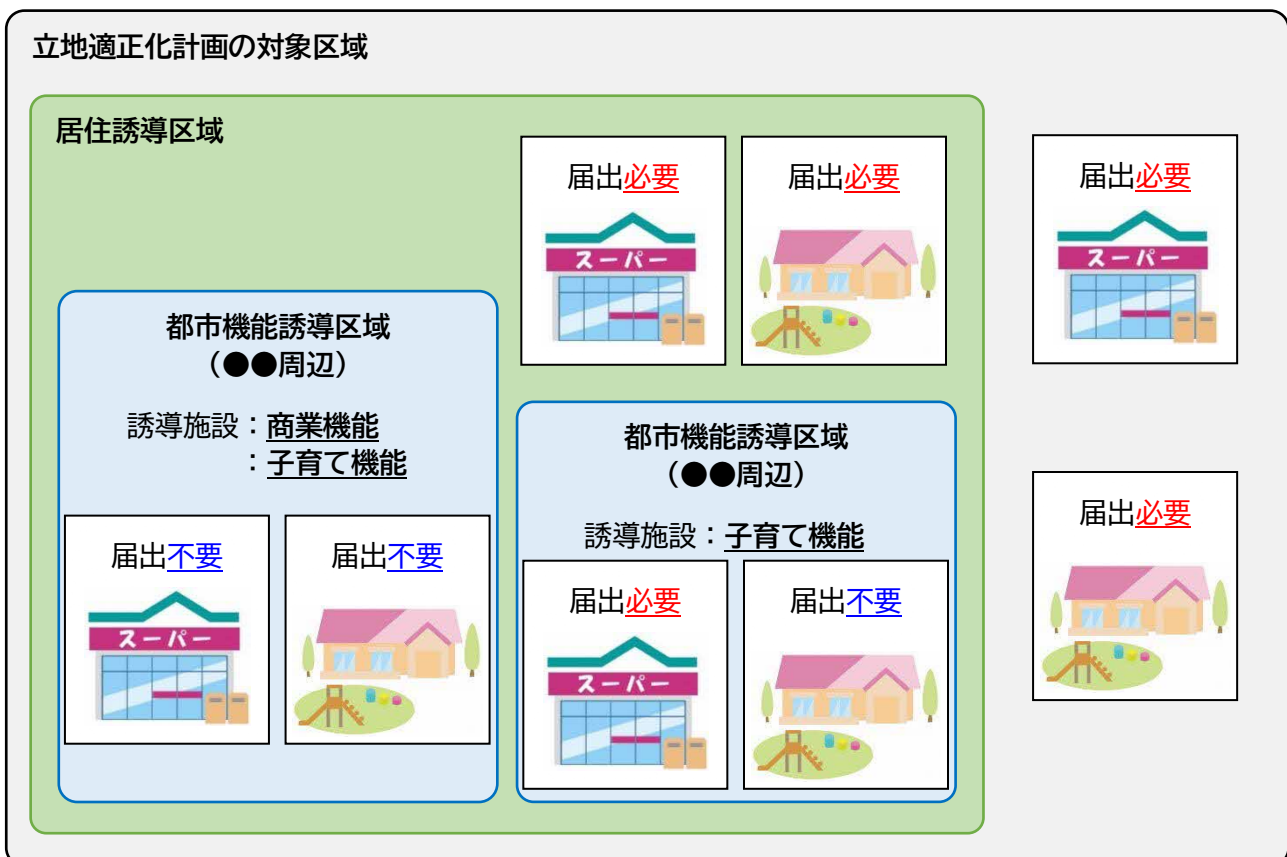 立地適正化計画の対象区域
居住誘導区域
届出必要
スーパー
届出必要
届出必要
スーパー
都市機能誘導区域
（●●周辺）
誘導施設：商業機能
：子育て機能
届出不要
スーパー
届出不要
都市機能誘導区域
（●●周辺）
誘導施設：子育て機能
届出必要
スーパー
届出不要
届出必要